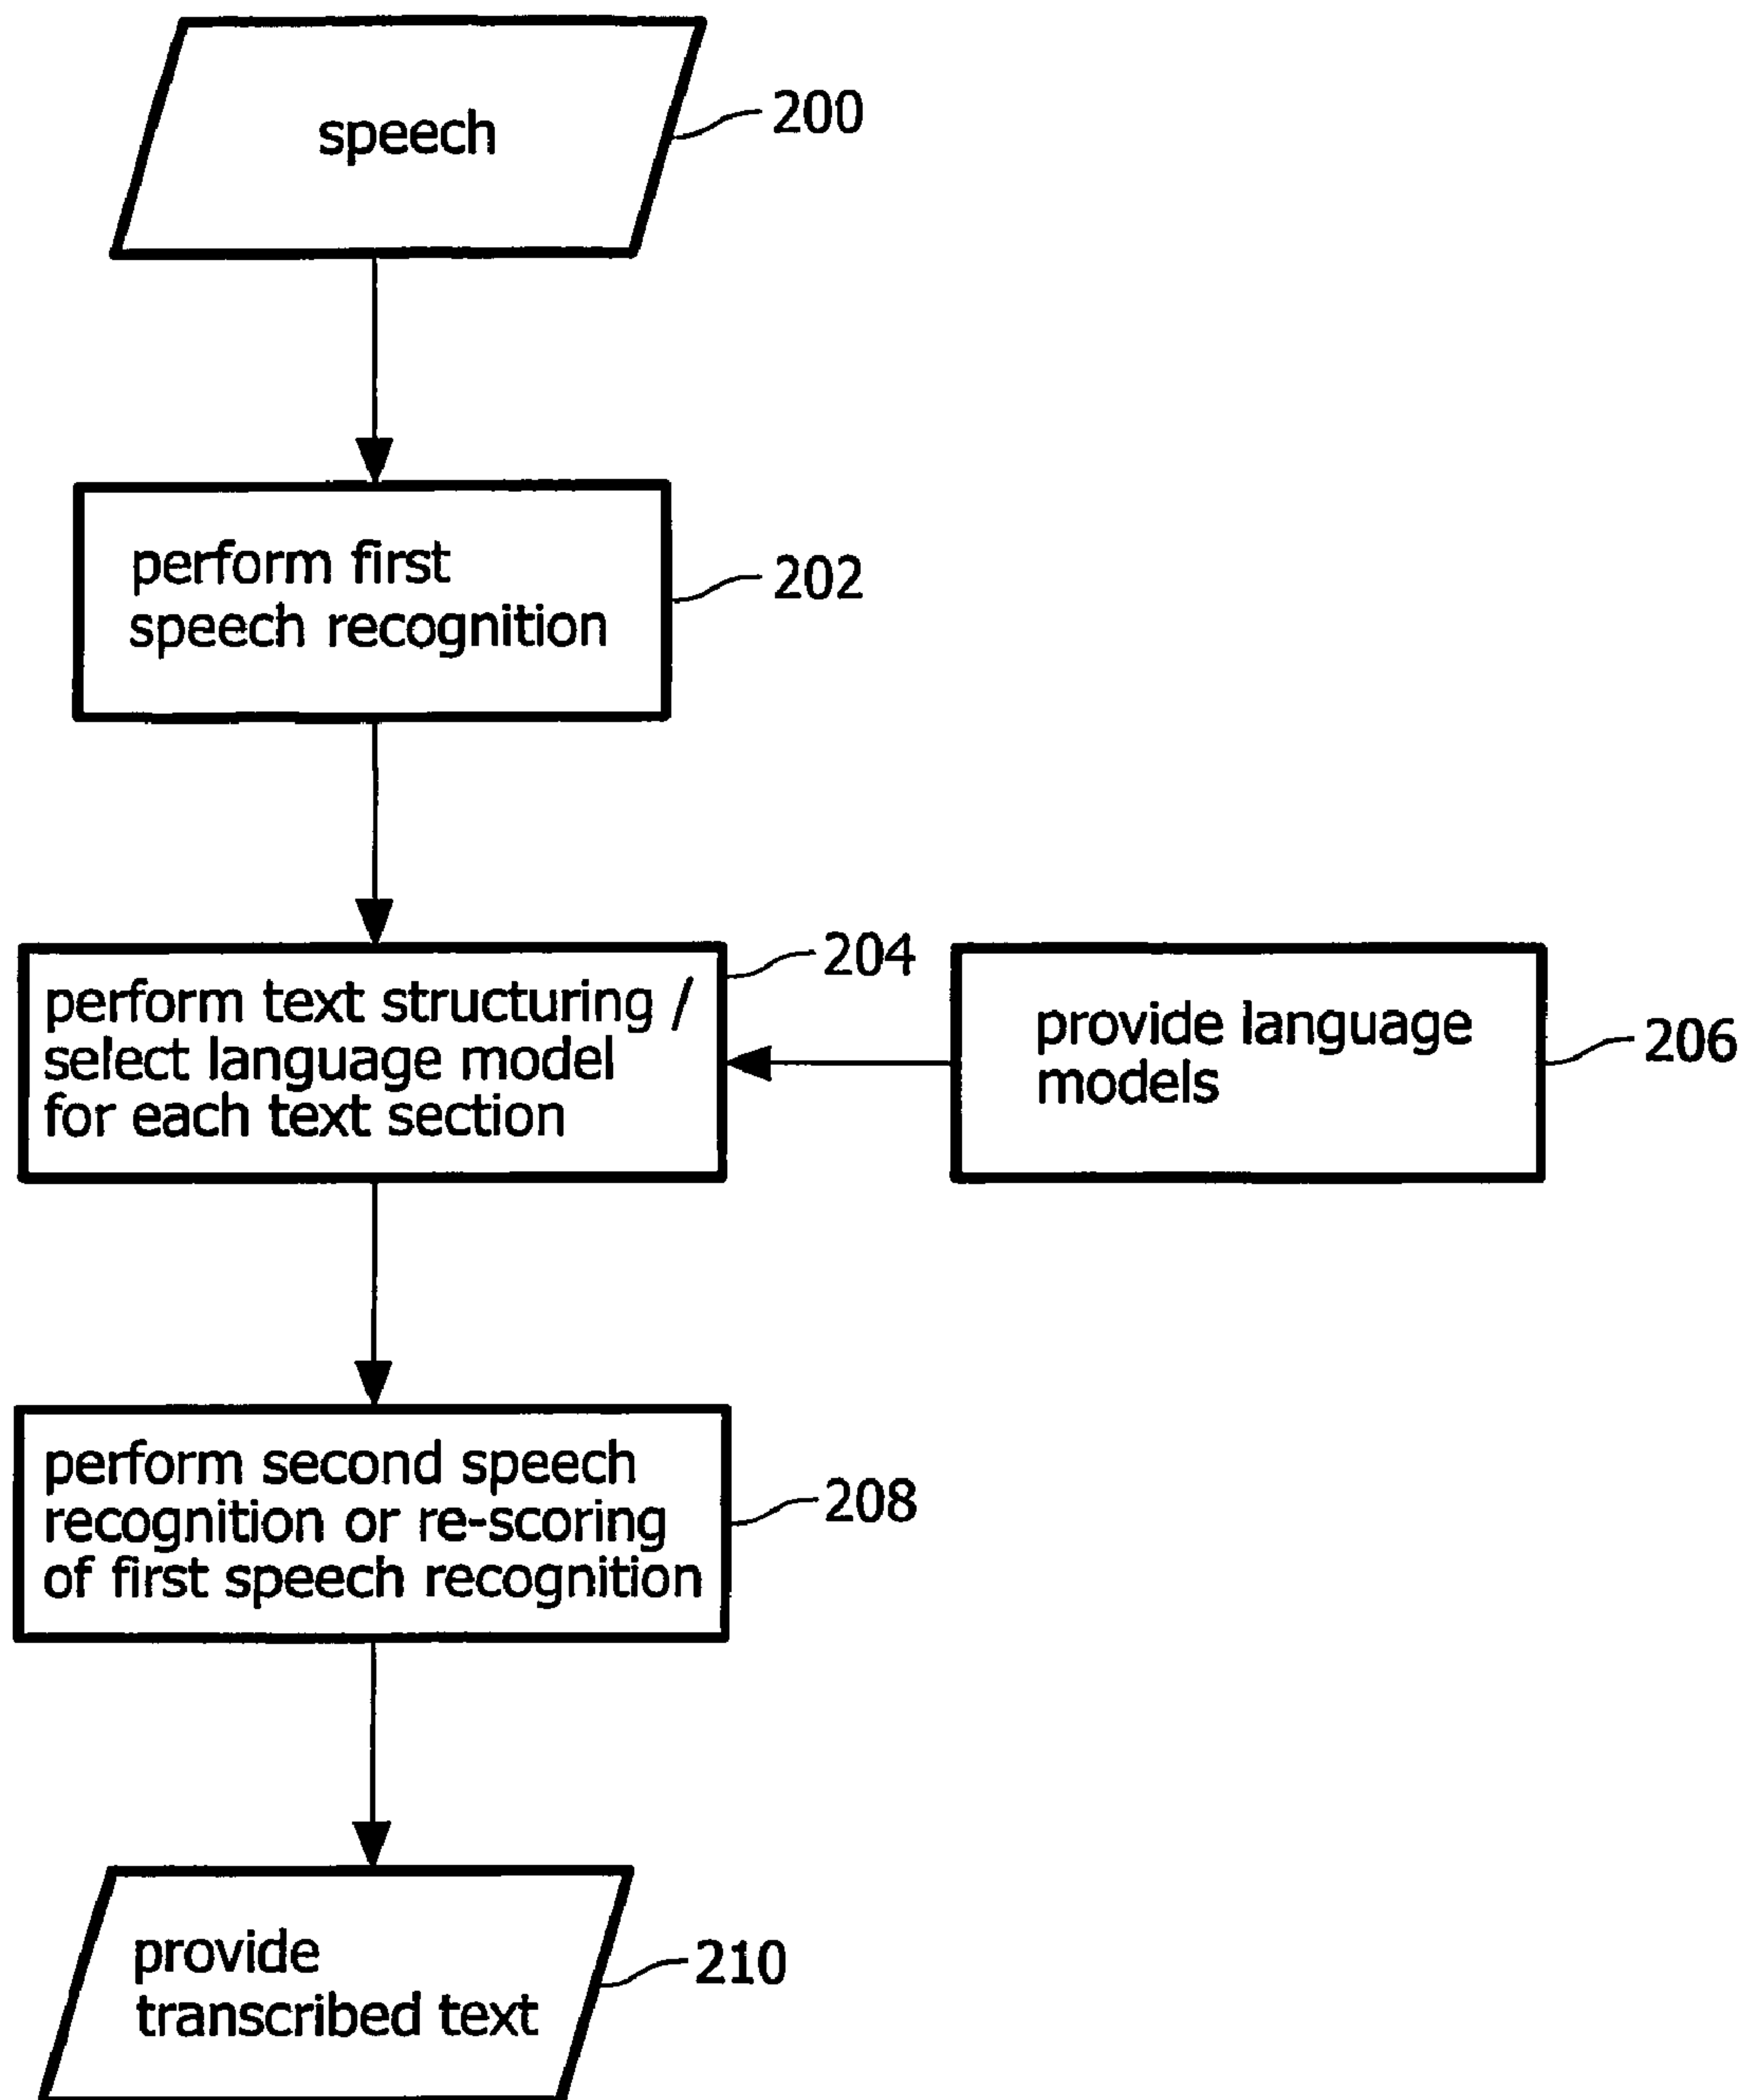 speech
200
perform first
speech recognition
202
perform text structuring /
select language model
for each text section
204
provide language
models
206
perform second speech
recognition or re-scoring
of first speech recognition
208
provide
transcribed text
210